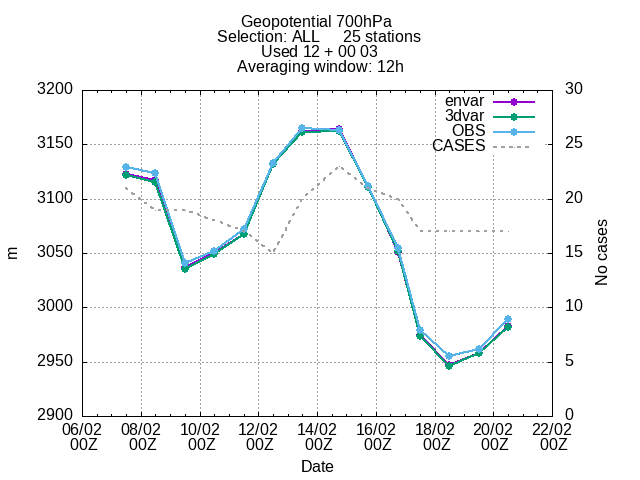 Geopotential 700hPa
Selection: ALL 25 stations
Used 12 + 00 03
Averaging window: 12h
3200
3150
3100
3050
3000
2950
2900
30
25
20
15
10
5
0
envar
3dvar
OBS
CASES
m
No cases
06/02 08/02 10/02 12/02 14/02 16/02 18/02 20/02 22/02
00Z 00Z 00Z 00Z 00Z 00Z 00Z 00Z 00Z
Date